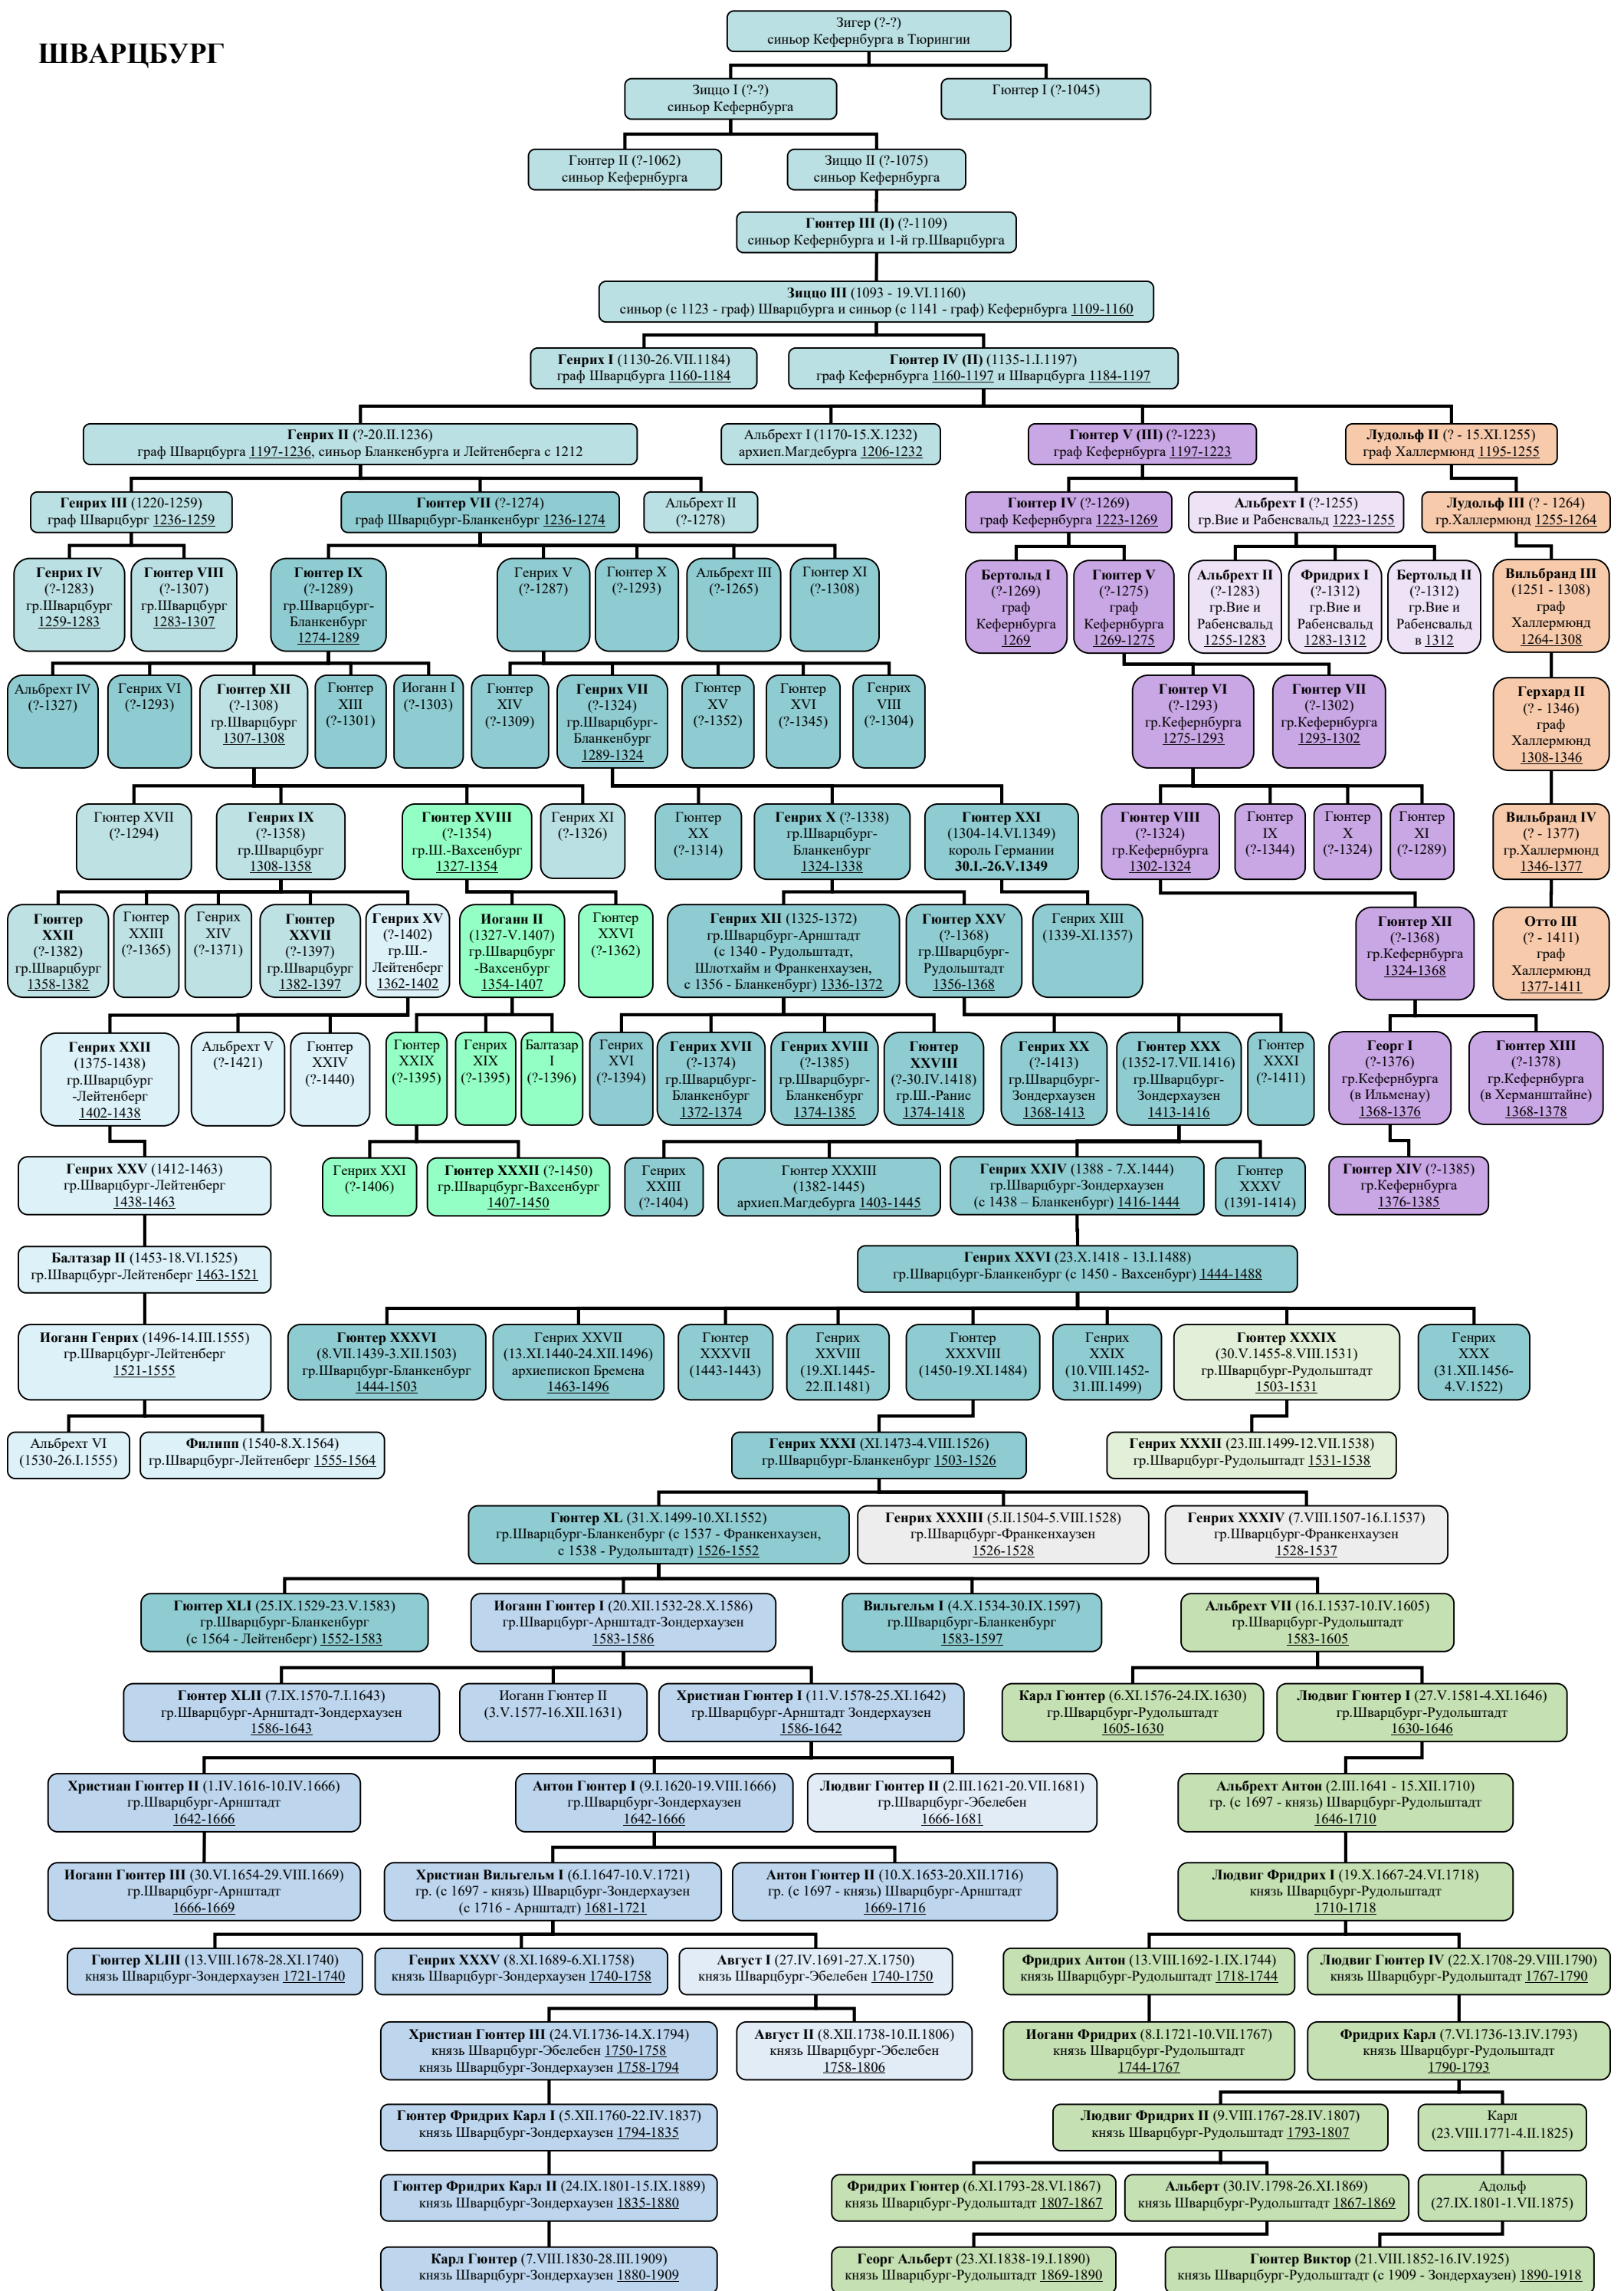 ШВАРЦБУРГ
Зигер (?-?)
синьор Кефернбурга в Тюрингии
Зиццо I (?-?)
синьор Кефернбурга
Гюнтер I (?-1045)
Гюнтер II (?-1062)
синьор Кефернбурга
Зиццо II (?-1075)
синьор Кефернбурга
Гюнтер III (I) (?-1109)
синьор Кефернбурга и 1-й гр.Шварцбурга
Зиццо III (1093 - 19.VI.1160)
синьор (с 1123 - граф) Шварцбурга и синьор (с 1141 - граф) Кефернбурга 1109-1160
Генрих I (1130-26.VII.1184)
граф Шварцбурга 1160-1184
Гюнтер IV (II) (1135-1.I.1197)
граф Кефернбурга 1160-1197 и Шварцбурга 1184-1197
Генрих II (?-20.II.1236)
граф Шварцбурга 1197-1236, синьор Бланкенбурга и Лейтенберга с 1212
Альбрехт I (1170-15.X.1232)
архиеп.Магдебурга 1206-1232
Гюнтер V (III) (?-1223)
граф Кефернбурга 1197-1223
Лудольф II (? - 15.XI.1255)
граф Халлермюнд 1195-1255
Генрих III (1220-1259)
граф Шварцбург 1236-1259
Гюнтер VII (?-1274)
граф Шварцбург-Бланкенбург 1236-1274
Альбрехт II
(?-1278)
Гюнтер IV (?-1269)
граф Кефернбурга 1223-1269
Альбрехт I (?-1255)
гр.Вие и Рабенсвальд 1223-1255
Лудольф III (? - 1264)
гр.Халлермюнд 1255-1264
Генрих IV
(?-1283)
гр.Шварцбург
1259-1283
Гюнтер VIII
(?-1307)
гр.Шварцбург
1283-1307
Гюнтер IX
(?-1289)
гр.Шварцбург-
Бланкенбург
1274-1289
Генрих V
(?-1287)
Гюнтер X
(?-1293)
Альбрехт III
(?-1265)
Гюнтер XI
(?-1308)
Бертольд I
(?-1269)
граф
Кефернбурга
1269
Гюнтер V
(?-1275)
граф
Кефернбурга
1269-1275
Альбрехт II
(?-1283)
гр.Вие и
Рабенсвальд
1255-1283
Фридрих I
(?-1312)
гр.Вие и
Рабенсвальд
1283-1312
Бертольд II
(?-1312)
гр.Вие и
Рабенсвальд
в 1312
Вильбранд III
(1251 - 1308)
граф
Халлермюнд
1264-1308
Альбрехт IV
(?-1327)
Генрих VI
(?-1293)
Гюнтер XII
(?-1308)
гр.Шварцбург
1307-1308
Гюнтер
XIII
(?-1301)
Иоганн I
(?-1303)
Гюнтер
XIV
(?-1309)
Генрих VII
(?-1324)
гр.Шварцбург-
Бланкенбург
1289-1324
Гюнтер
XV
(?-1352)
Гюнтер
XVI
(?-1345)
Генрих
VIII
(?-1304)
Гюнтер VI
(?-1293)
гр.Кефернбурга
1275-1293
Гюнтер VII
(?-1302)
гр.Кефернбурга
1293-1302
Герхард II
(? - 1346)
граф
Халлермюнд
1308-1346
Гюнтер XVII
(?-1294)
Генрих IX
(?-1358)
гр.Шварцбург
1308-1358
Гюнтер XVIII
(?-1354)
гр.Ш.-Вахсенбург
1327-1354
Генрих XI
(?-1326)
Гюнтер
XX
(?-1314)
Генрих X (?-1338)
гр.Шварцбург-
Бланкенбург
1324-1338
Гюнтер XXI
(1304-14.VI.1349)
король Германии
30.I.-26.V.1349
Гюнтер VIII
(?-1324)
гр.Кефернбурга
1302-1324
Гюнтер
IX
(?-1344)
Гюнтер
X
(?-1324)
Гюнтер
XI
(?-1289)
Вильбранд IV
(? - 1377)
гр.Халлермюнд
1346-1377
Гюнтер
XXII
(?-1382)
гр.Шварцбург
1358-1382
Гюнтер
XXIII
(?-1365)
Генрих
XIV
(?-1371)
Гюнтер
XXVII
(?-1397)
гр.Шварцбург
1382-1397
Генрих XV
(?-1402)
гр.Ш.-
Лейтенберг
1362-1402
Иоганн II
(1327-V.1407)
гр.Шварцбург
-Вахсенбург
1354-1407
Гюнтер
XXVI
(?-1362)
Генрих XII (1325-1372)
гр.Шварцбург-Арнштадт
(с 1340 - Рудольштадт,
Шлотхайм и Франкенхаузен,
с 1356 - Бланкенбург) 1336-1372
Гюнтер XXV
(?-1368)
гр.Шварцбург-
Рудольштадт
1356-1368
Генрих XIII
(1339-XI.1357)
Гюнтер XII
(?-1368)
гр.Кефернбурга
1324-1368
Отто III
(? - 1411)
граф
Халлермюнд
1377-1411
Генрих XXII
(1375-1438)
гр.Шварцбург
-Лейтенберг
1402-1438
Альбрехт V
(?-1421)
Гюнтер
XXIV
(?-1440)
Гюнтер
XXIX
(?-1395)
Генрих
XIX
(?-1395)
Балтазар
I
(?-1396)
Генрих
XVI
(?-1394)
Генрих XVII
(?-1374)
гр.Шварцбург-
Бланкенбург
1372-1374
Генрих XVIII
(?-1385)
гр.Шварцбург-
Бланкенбург
1374-1385
Гюнтер
XXVIII
(?-30.IV.1418)
гр.Ш.-Ранис
1374-1418
Генрих XX
(?-1413)
гр.Шварцбург-
Зондерхаузен
1368-1413
Гюнтер XXX
(1352-17.VII.1416)
гр.Шварцбург-
Зондерхаузен
1413-1416
Гюнтер
XXXI
(?-1411)
Георг I
(?-1376)
гр.Кефернбурга
(в Ильменау)
1368-1376
Гюнтер XIII
(?-1378)
гр.Кефернбурга
(в Херманштайне)
1368-1378
Генрих XXV (1412-1463)
гр.Шварцбург-Лейтенберг
1438-1463
Генрих XXI
(?-1406)
Гюнтер XXXII (?-1450)
гр.Шварцбург-Вахсенбург
1407-1450
Генрих
XXIII
(?-1404)
Гюнтер XXXIII
(1382-1445)
архиеп.Магдебурга 1403-1445
Генрих XXIV (1388 - 7.X.1444)
гр.Шварцбург-Зондерхаузен
(с 1438 – Бланкенбург) 1416-1444
Гюнтер
XXXV
(1391-1414)
Гюнтер XIV (?-1385)
гр.Кефернбурга
1376-1385
Балтазар II (1453-18.VI.1525)
гр.Шварцбург-Лейтенберг 1463-1521
Генрих XXVI (23.X.1418 - 13.I.1488)
гр.Шварцбург-Бланкенбург (с 1450 - Вахсенбург) 1444-1488
Иоганн Генрих (1496-14.III.1555)
гр.Шварцбург-Лейтенберг
1521-1555
Гюнтер XXXVI
(8.VII.1439-3.XII.1503)
гр.Шварцбург-Бланкенбург
1444-1503
Генрих XXVII
(13.XI.1440-24.XII.1496)
архиепископ Бремена
1463-1496
Гюнтер
XXXVII
(1443-1443)
Генрих
XXVIII
(19.XI.1445-
22.II.1481)
Гюнтер
XXXVIII
(1450-19.XI.1484)
Генрих
XXIX
(10.VIII.1452-
31.III.1499)
Гюнтер XXXIX
(30.V.1455-8.VIII.1531)
гр.Шварцбург-Рудольштадт
1503-1531
Генрих
XXX
(31.XII.1456-
4.V.1522)
Альбрехт VI
(1530-26.I.1555)
Филипп (1540-8.X.1564)
гр.Шварцбург-Лейтенберг 1555-1564
Генрих XXXI (XI.1473-4.VIII.1526)
гр.Шварцбург-Бланкенбург 1503-1526
Генрих XXXII (23.III.1499-12.VII.1538)
гр.Шварцбург-Рудольштадт 1531-1538
Гюнтер XL (31.X.1499-10.XI.1552)
гр.Шварцбург-Бланкенбург (с 1537 - Франкенхаузен,
с 1538 - Рудольштадт) 1526-1552
Генрих XXXIII (5.II.1504-5.VIII.1528)
гр.Шварцбург-Франкенхаузен
1526-1528
Генрих XXXIV (7.VIII.1507-16.I.1537)
гр.Шварцбург-Франкенхаузен
1528-1537
Гюнтер XLI (25.IX.1529-23.V.1583)
гр.Шварцбург-Бланкенбург
(с 1564 - Лейтенберг) 1552-1583
Иоганн Гюнтер I (20.XII.1532-28.X.1586)
гр.Шварцбург-Арнштадт-Зондерхаузен
1583-1586
Вильгельм I (4.X.1534-30.IX.1597)
гр.Шварцбург-Бланкенбург
1583-1597
Альбрехт VII (16.I.1537-10.IV.1605)
гр.Шварцбург-Рудольштадт
1583-1605
Гюнтер XLII (7.IX.1570-7.I.1643)
гр.Шварцбург-Арнштадт-Зондерхаузен
1586-1643
Иоганн Гюнтер II
(3.V.1577-16.XII.1631)
Христиан Гюнтер I (11.V.1578-25.XI.1642)
гр.Шварцбург-Арнштадт Зондерхаузен
1586-1642
Карл Гюнтер (6.XI.1576-24.IX.1630)
гр.Шварцбург-Рудольштадт
1605-1630
Людвиг Гюнтер I (27.V.1581-4.XI.1646)
гр.Шварцбург-Рудольштадт
1630-1646
Христиан Гюнтер II (1.IV.1616-10.IV.1666)
гр.Шварцбург-Арнштадт
1642-1666
Антон Гюнтер I (9.I.1620-19.VIII.1666)
гр.Шварцбург-Зондерхаузен
1642-1666
Людвиг Гюнтер II (2.III.1621-20.VII.1681)
гр.Шварцбург-Эбелебен
1666-1681
Альбрехт Антон (2.III.1641 - 15.XII.1710)
гр. (с 1697 - князь) Шварцбург-Рудольштадт
1646-1710
Иоганн Гюнтер III (30.VI.1654-29.VIII.1669)
гр.Шварцбург-Арнштадт
1666-1669
Христиан Вильгельм I (6.I.1647-10.V.1721)
гр. (с 1697 - князь) Шварцбург-Зондерхаузен
(с 1716 - Арнштадт) 1681-1721
Антон Гюнтер II (10.X.1653-20.XII.1716)
гр. (с 1697 - князь) Шварцбург-Арнштадт
1669-1716
Людвиг Фридрих I (19.X.1667-24.VI.1718)
князь Шварцбург-Рудольштадт
1710-1718
Гюнтер XLIII (13.VIII.1678-28.XI.1740)
князь Шварцбург-Зондерхаузен 1721-1740
Генрих XXXV (8.XI.1689-6.XI.1758)
князь Шварцбург-Зондерхаузен 1740-1758
Август I (27.IV.1691-27.X.1750)
князь Шварцбург-Эбелебен 1740-1750
Фридрих Антон (13.VIII.1692-1.IX.1744)
князь Шварцбург-Рудольштадт 1718-1744
Людвиг Гюнтер IV (22.X.1708-29.VIII.1790)
князь Шварцбург-Рудольштадт 1767-1790
Христиан Гюнтер III (24.VI.1736-14.X.1794)
князь Шварцбург-Эбелебен 1750-1758
князь Шварцбург-Зондерхаузен 1758-1794
Август II (8.XII.1738-10.II.1806)
князь Шварцбург-Эбелебен
1758-1806
Иоганн Фридрих (8.I.1721-10.VII.1767)
князь Шварцбург-Рудольштадт
1744-1767
Фридрих Карл (7.VI.1736-13.IV.1793)
князь Шварцбург-Рудольштадт
1790-1793
Гюнтер Фридрих Карл I (5.XII.1760-22.IV.1837)
князь Шварцбург-Зондерхаузен 1794-1835
Людвиг Фридрих II (9.VIII.1767-28.IV.1807)
князь Шварцбург-Рудольштадт 1793-1807
Карл
(23.VIII.1771-4.II.1825)
Гюнтер Фридрих Карл II (24.IX.1801-15.IX.1889)
князь Шварцбург-Зондерхаузен 1835-1880
Фридрих Гюнтер (6.XI.1793-28.VI.1867)
князь Шварцбург-Рудольштадт 1807-1867
Альберт (30.IV.1798-26.XI.1869)
князь Шварцбург-Рудольштадт 1867-1869
Адольф
(27.IX.1801-1.VII.1875)
Карл Гюнтер (7.VIII.1830-28.III.1909)
князь Шварцбург-Зондерхаузен 1880-1909
Георг Альберт (23.XI.1838-19.I.1890)
князь Шварцбург-Рудольштадт 1869-1890
Гюнтер Виктор (21.VIII.1852-16.IV.1925)
князь Шварцбург-Рудольштадт (с 1909 - Зондерхаузен) 1890-1918